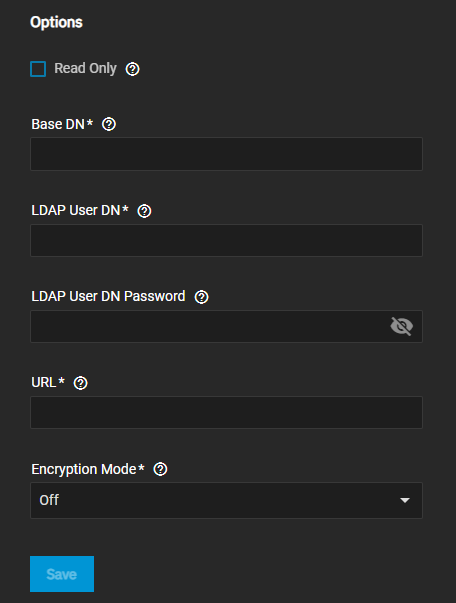 Options
Read Only
Base DN*
LDAP User DN*
LDAP User DN Password
URL*
Encryption Mode*
Off
Save